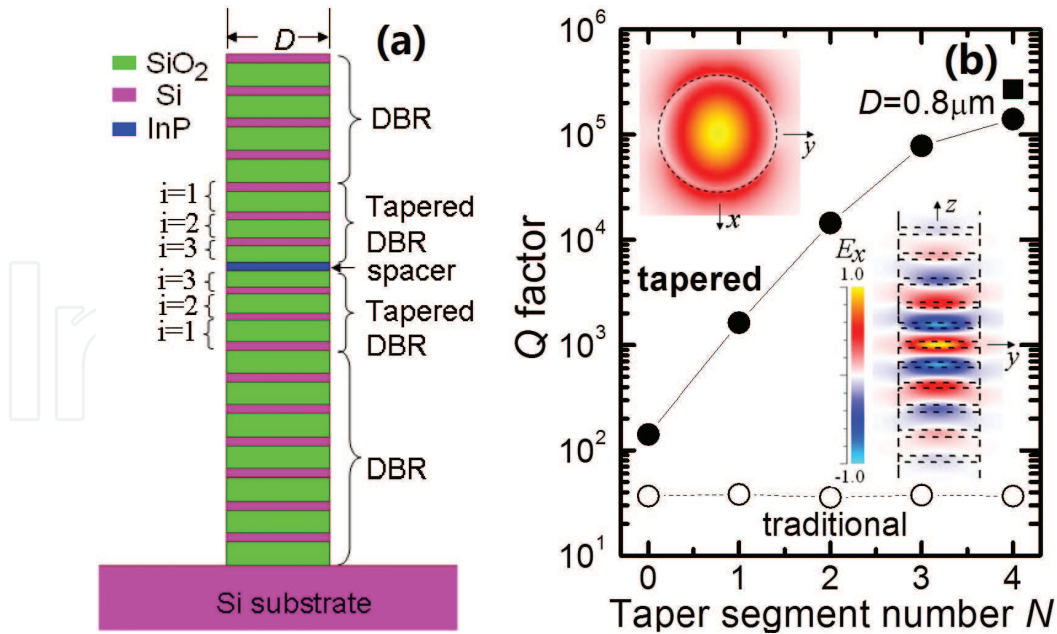 D
(a)
SiO2
Si
InP
DBR
i=1
i=2
i=3
Tapered
DBR
spacer
i=3
i=2
i=1
Tapered
DBR
DBR
Si substrate
(b)
10^6
10^5
10^4
10^3
10^2
10^1
Q factor
D=0.8μm
y
x
tapered
z
Ex
1.0
-1.0
y
traditional
0 1 2 3 4
Taper segment number N